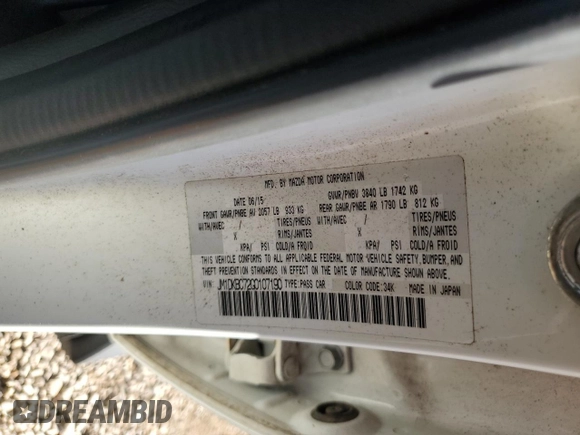 MFD. BY MAZDA MOTOR CORPORATION
DATE 06/15 GVWR/PNBV 3840 LB 1742 KG
FRONT GAWR/PNBE AV 2057 LB 933 KG REAR GAWR/PNBE AR 1790 LB 812 KG
WITH/AVEC / TIRES/PNEUS WITH/AVEC / TIRES/PNEUS
X RIMS/JANTES X RIMS/JANTES
KPA/ PSI COLD/A FROID KPA/ PSI COLD/A FROID
THIS VEHICLE CONFORMS TO ALL APPLICABLE FEDERAL MOTOR VEHICLE SAFETY, BUMPER, AND
THEFT PREVENTION STANDARDS IN EFFECT ON THE DATE OF MANUFACTURE SHOWN ABOVE.
VIN: JM1DKBC72G0107190 TYPE: PASS CAR COLOR CODE: 34K MADE IN JAPAN
DREAMBID